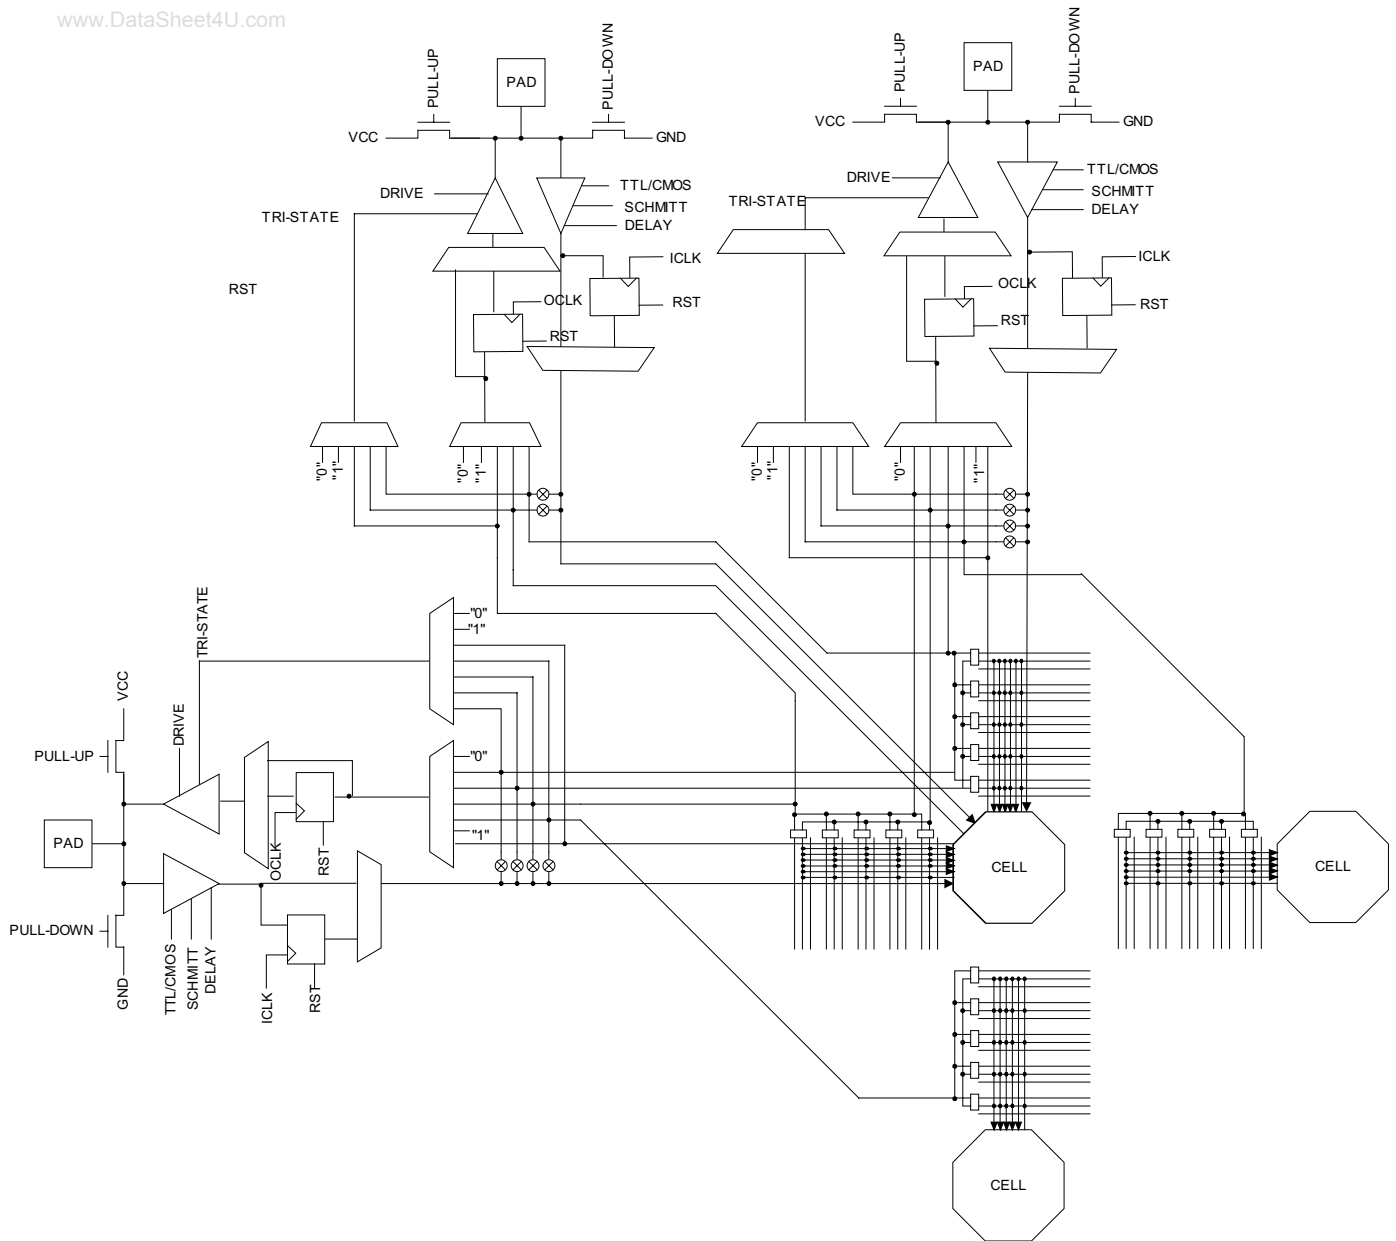 www.DataSheet4U.com
PULL-UP
PAD
PULL-DOWN
VCC
GND
DRIVE
TTL/CMOS
SCHMITT
DELAY
TRI-STATE
RST
ICLK
RST
OCLK
RST
"0"
"1"
"0"
"1"
PULL-UP
PAD
PULL-DOWN
VCC
GND
DRIVE
TTL/CMOS
SCHMITT
DELAY
TRI-STATE
ICLK
RST
OCLK
RST
"0"
"1"
"0"
"1"
TRI-STATE
"0"
"1"
VCC
DRIVE
PULL-UP
"0"
PAD
"1"
OCLK
RST
PULL-DOWN
GND
TTL/CMOS
SCHMITT
DELAY
ICLK
RST
CELL
CELL
CELL